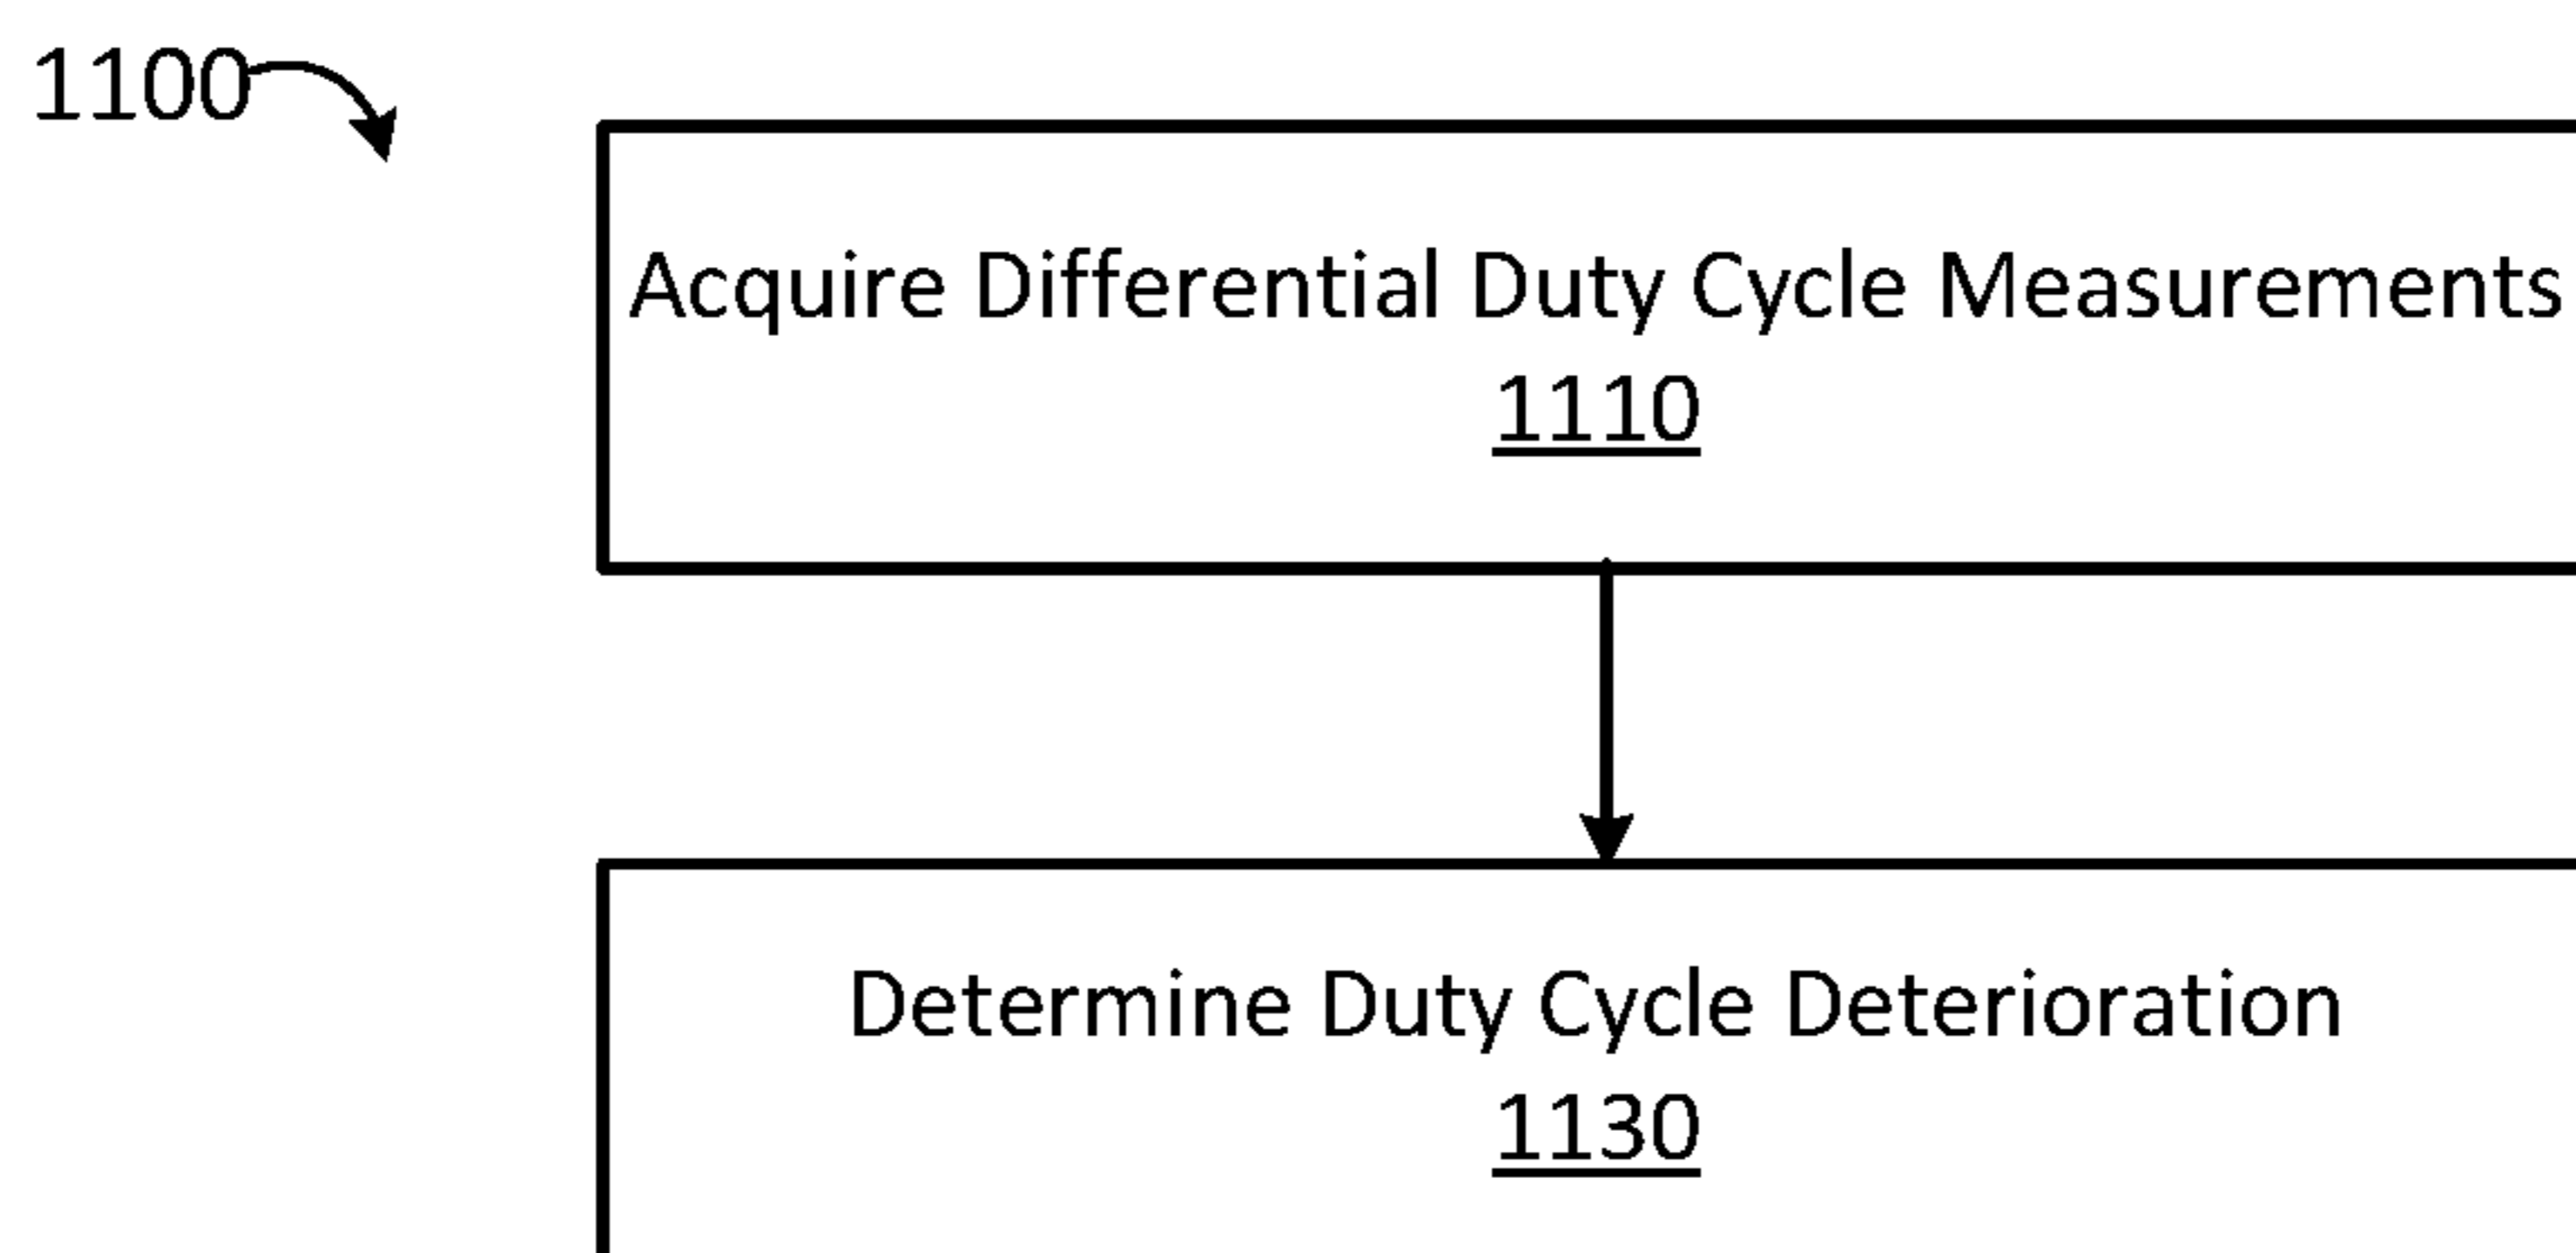 1100
Acquire Differential Duty Cycle Measurements
1110
Determine Duty Cycle Deterioration
1130